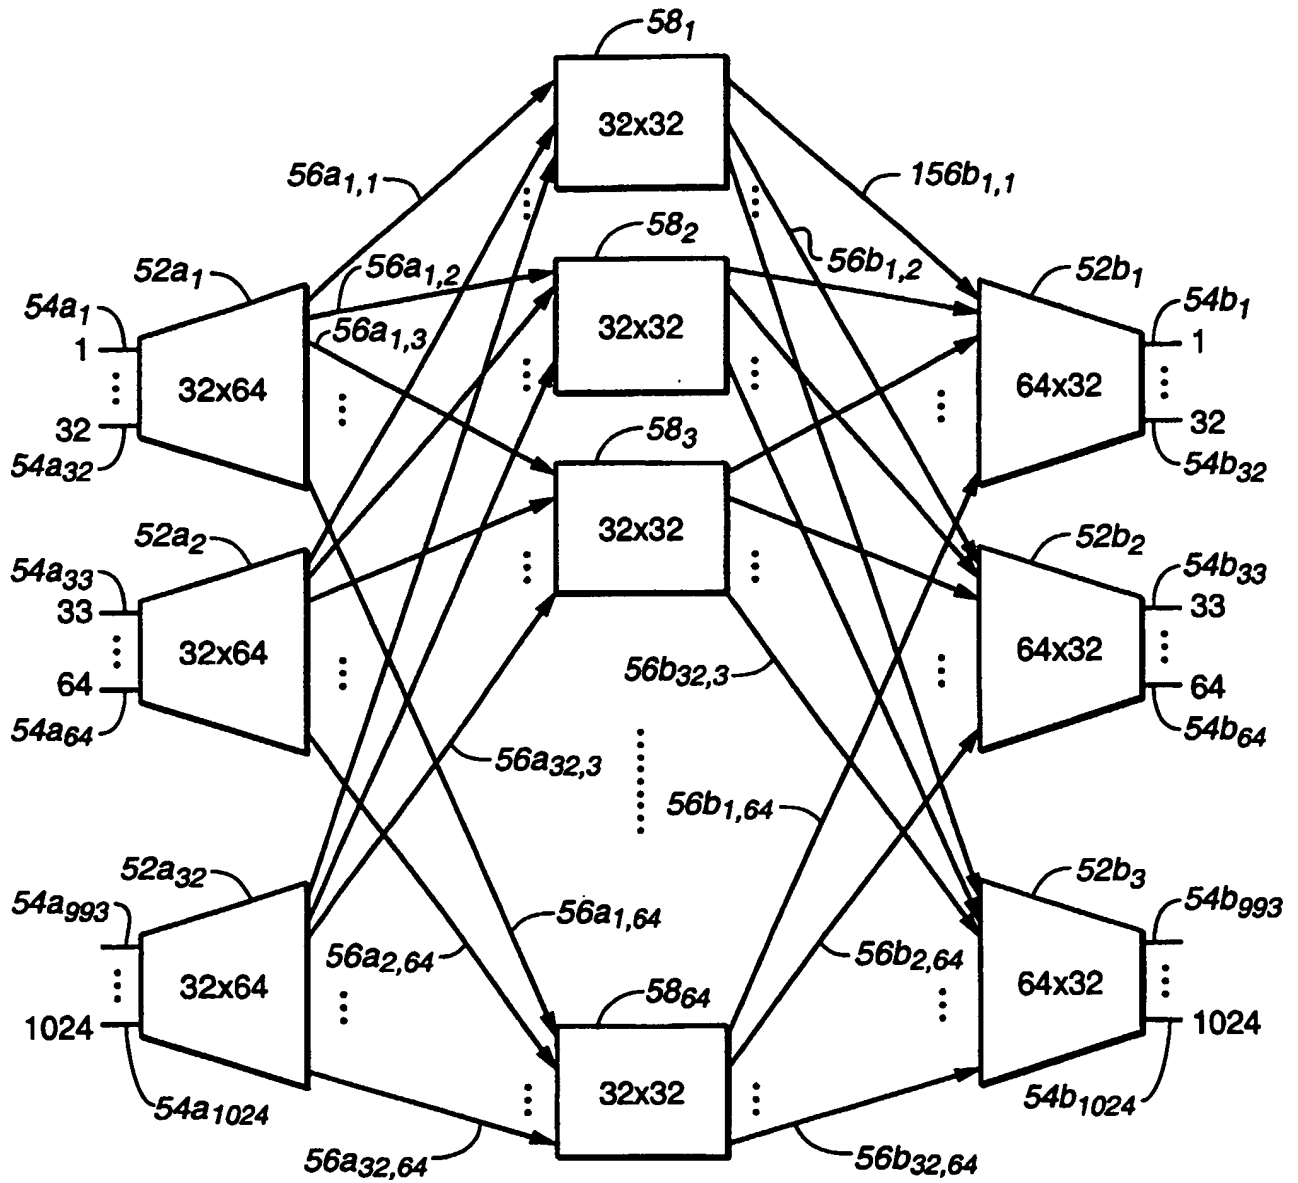 58₁
32x32
56a₁,₁
156b₁,₁
58₂
52a₁
56a₁,₂
56b₁,₂
52b₁
54a₁
54b₁
1
56a₁,₃
32x32
1
32x64
64x32
32
32
54a₃₂
58₃
54b₃₂
52a₂
32x32
52b₂
54a₃₃
54b₃₃
33
33
32x64
64x32
56b₃₂,₃
64
64
54a₆₄
54b₆₄
56a₃₂,₃
56b₁,₆₄
52a₃₂
52b₃
54a₉₉₃
56a₁,₆₄
54b₉₉₃
56a₂,₆₄
56b₂,₆₄
32x64
64x32
58₆₄
1024
1024
32x32
54a₁₀₂₄
54b₁₀₂₄
56a₃₂,₆₄
56b₃₂,₆₄